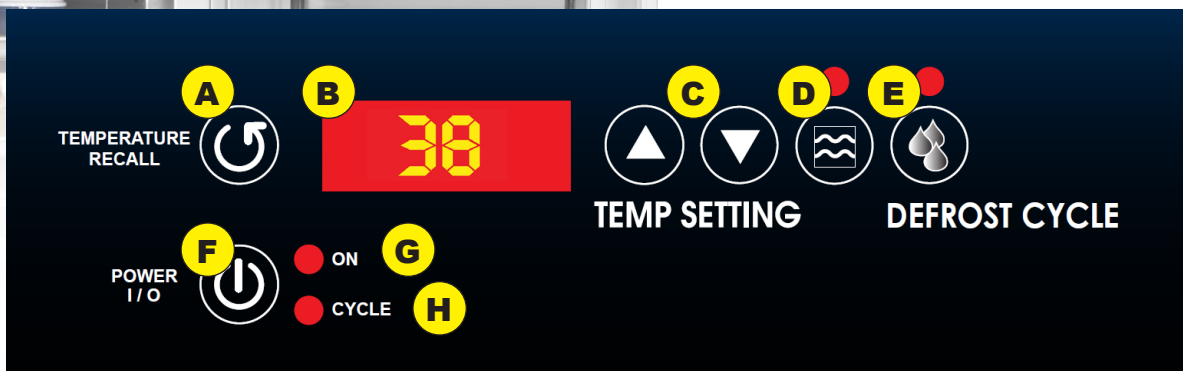 A
B
C
D
E
TEMPERATURE
RECALL
38
TEMP SETTING
DEFROST CYCLE
F
G
POWER
I / O
ON
CYCLE
H